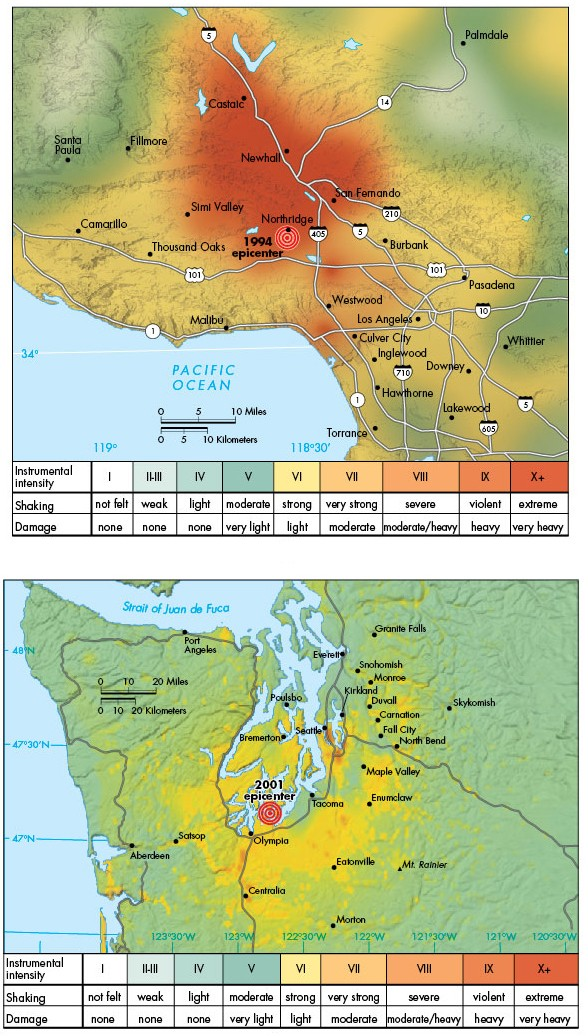 5
Palmdale
14
Castaic
Santa
Paula
Fillmore
Newhall
San Fernando
Simi Valley
210
Camarillo
Northridge
1994
epicenter
405
5
Burbank
Thousand Oaks
101
101
Pasadena
Westwood
10
Malibu
Los Angeles
1
Culver City
Whittier
34°
Inglewood
PACIFIC
OCEAN
710
Downey
Hawthorne
1
5
0 5 10 Miles
Lakewood
0 5 10 Kilometers
605
Torrance
119°
118°30'
Instrumental
intensity
I II-III IV V VI VII VIII IX X+
Shaking not felt weak light moderate strong very strong severe violent extreme
Damage none none none very light light moderate moderate/heavy heavy very heavy
Strait of Juan de Fuca
Granite Falls
Port
Angeles
48°N
Everett
Snohomish
0 10 20 Miles
Monroe
0 10 20 Kilometers
Kirkland
Poulsbo
Duvall
Skykomish
Carnation
Seattle
Fall City
Bremerton
North Bend
47°30'N
Maple Valley
2001
epicenter
Tacoma
Enumclaw
47°N
Satsop
Olympia
Aberdeen
Eatonville
Mt. Rainier
Centralia
Morton
123°30'W 123°W 122°30'W 122°W 121°30'W 121°W 120°30'W
Instrumental
intensity
I II-III IV V VI VII VIII IX X+
Shaking not felt weak light moderate strong very strong severe violent extreme
Damage none none none very light light moderate moderate/heavy heavy very heavy